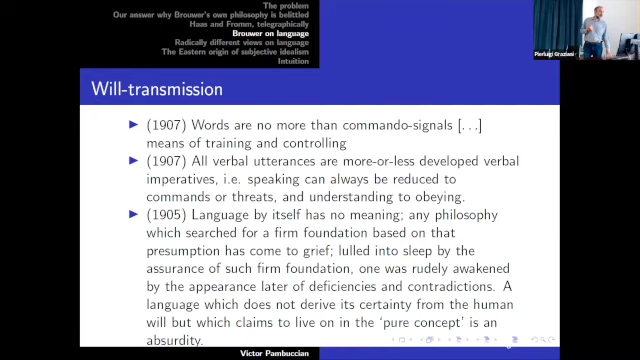 The problem
Our answer why Brouwer's own philosophy is belittled
Haas and Fromm, telegraphically
Brouwer on language
Radically different views on language
The Eastern origin of subjective idealism
Intuition
Pierluigi Graziani
Will-transmission
(1907) Words are no more than commando-signals [...]
means of training and controlling
(1907) All verbal utterances are more-or-less developed verbal
imperatives, i.e. speaking can always be reduced to
commands or threats, and understanding to obeying.
(1905) Language by itself has no meaning; any philosophy
which searched for a firm foundation based on that
presumption has come to grief; lulled into sleep by the
assurance of such firm foundation, one was rudely awakened
by the appearance later of deficiencies and contradictions. A
language which does not derive its certainty from the human
will but which claims to live on in the 'pure concept' is an
absurdity.
Victor Pambuccian